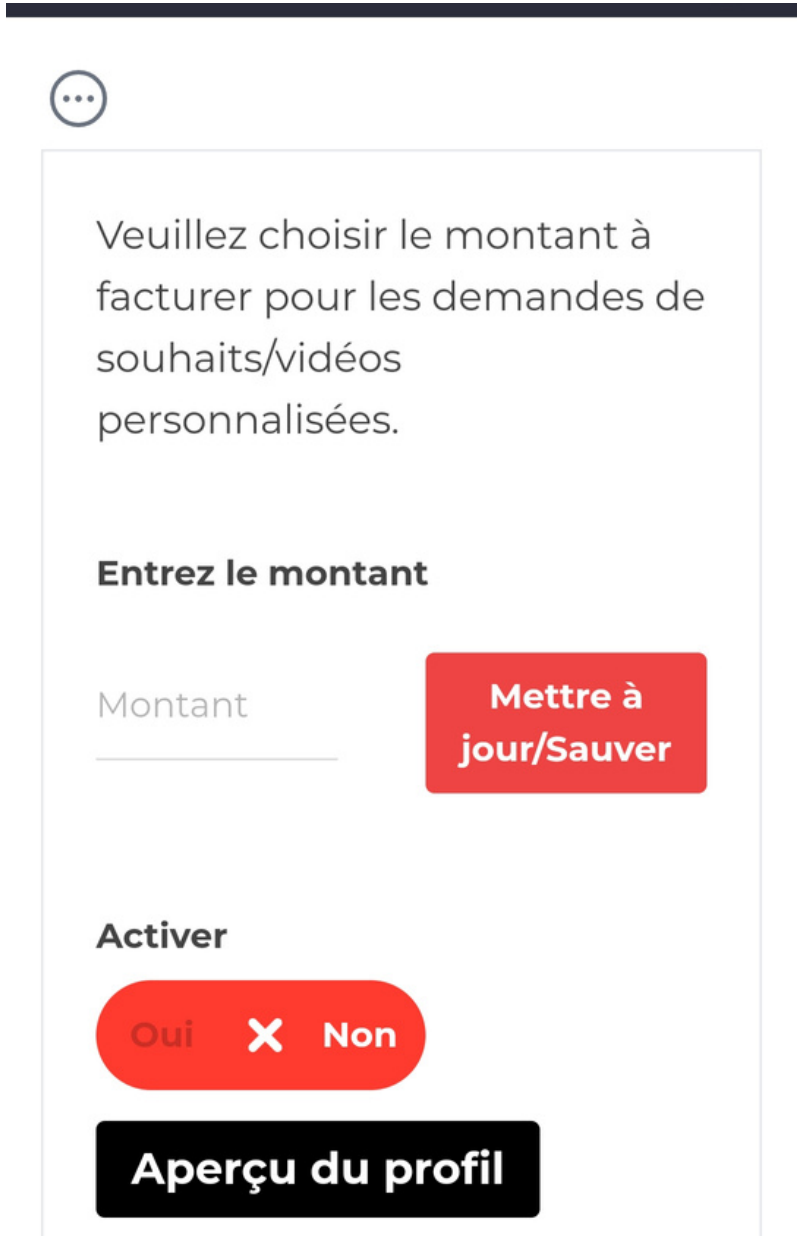 Veuillez choisir le montant à
facturer pour les demandes de
souhaits/vidéos
personnalisées.
Entrez le montant
Montant
Mettre à
jour/Sauver
Activer
Oui Non
Aperçu du profil